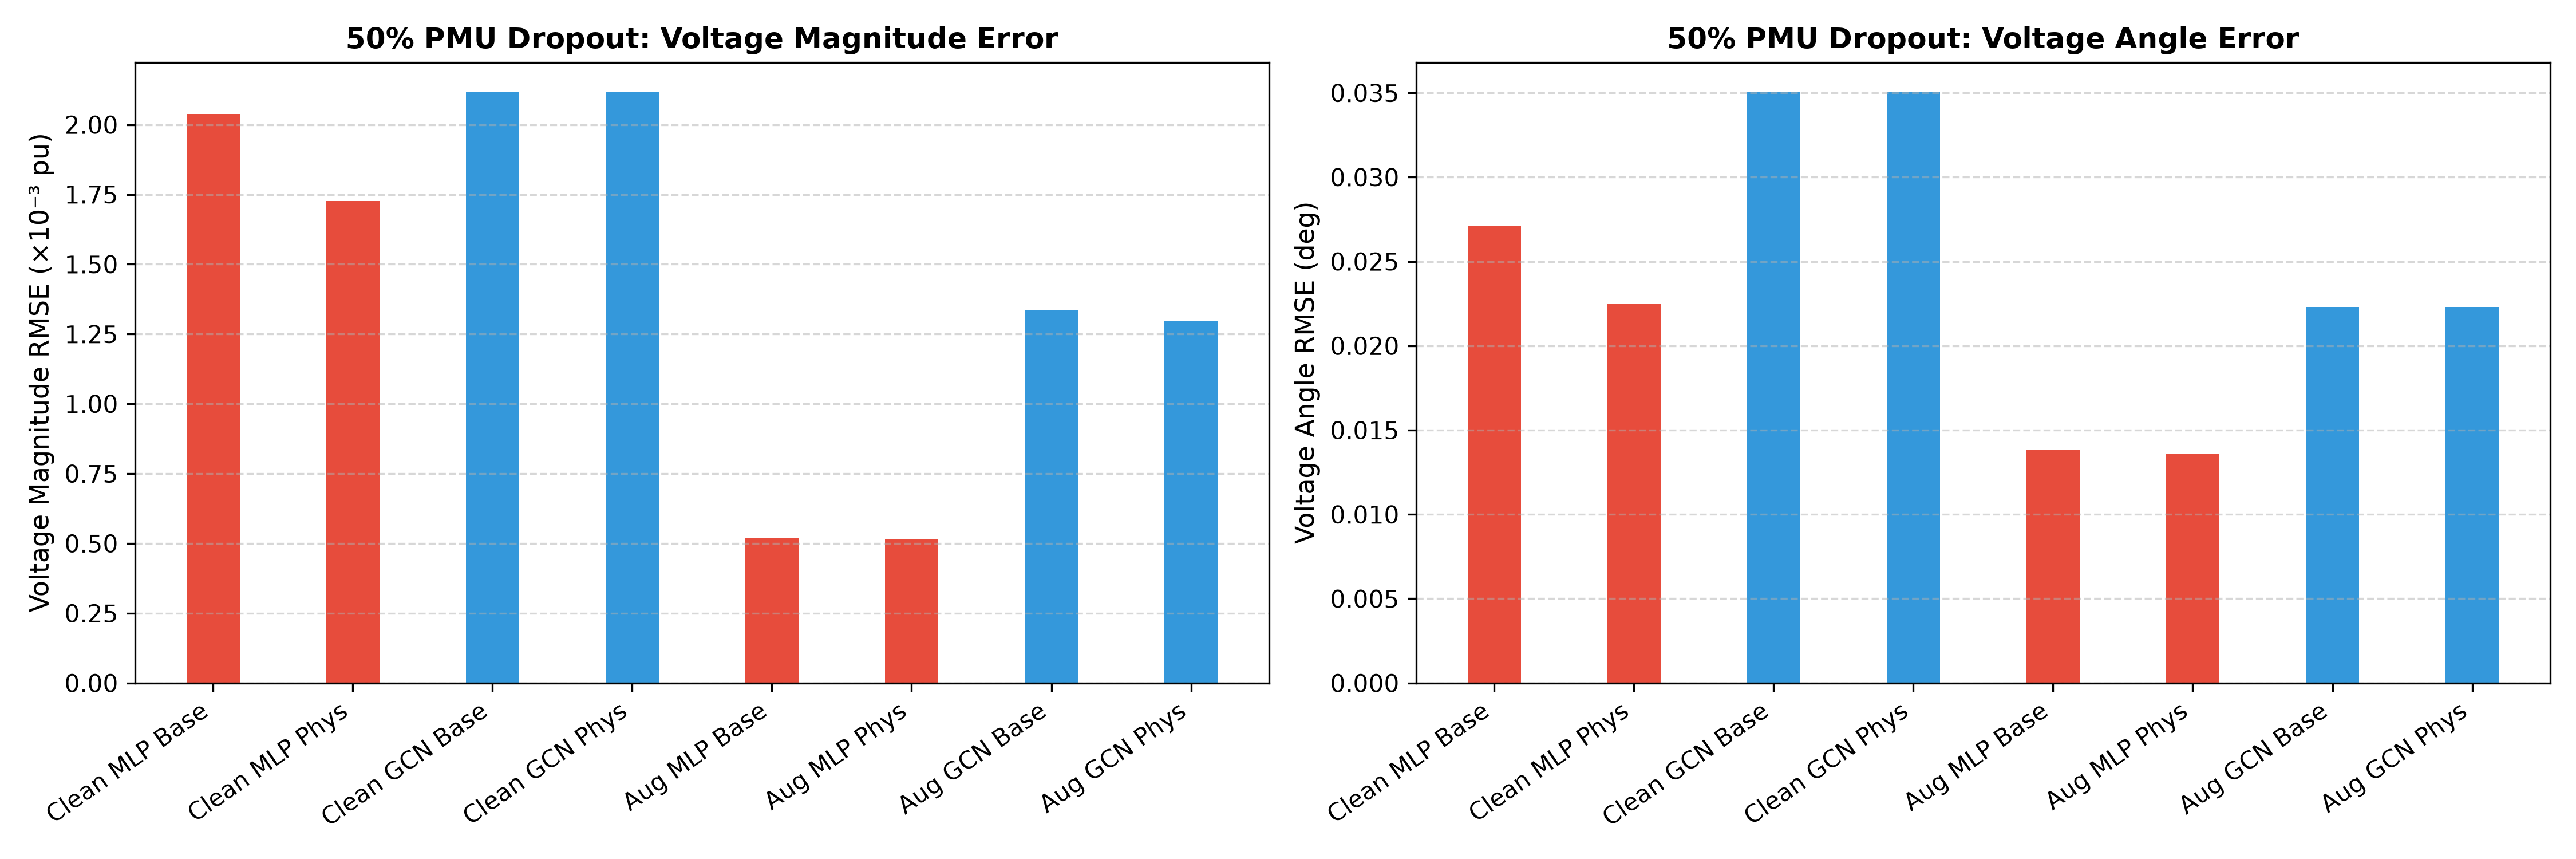 50% PMU Dropout: Voltage Magnitude Error
Voltage Magnitude RMSE (×10⁻³ pu)
2.00
1.75
1.50
1.25
1.00
0.75
0.50
0.25
0.00
Clean MLP Base
Clean MLP Phys
Clean GCN Base
Clean GCN Phys
Aug MLP Base
Aug MLP Phys
Aug GCN Base
Aug GCN Phys
50% PMU Dropout: Voltage Angle Error
Voltage Angle RMSE (deg)
0.035
0.030
0.025
0.020
0.015
0.010
0.005
0.000
Clean MLP Base
Clean MLP Phys
Clean GCN Base
Clean GCN Phys
Aug MLP Base
Aug MLP Phys
Aug GCN Base
Aug GCN Phys